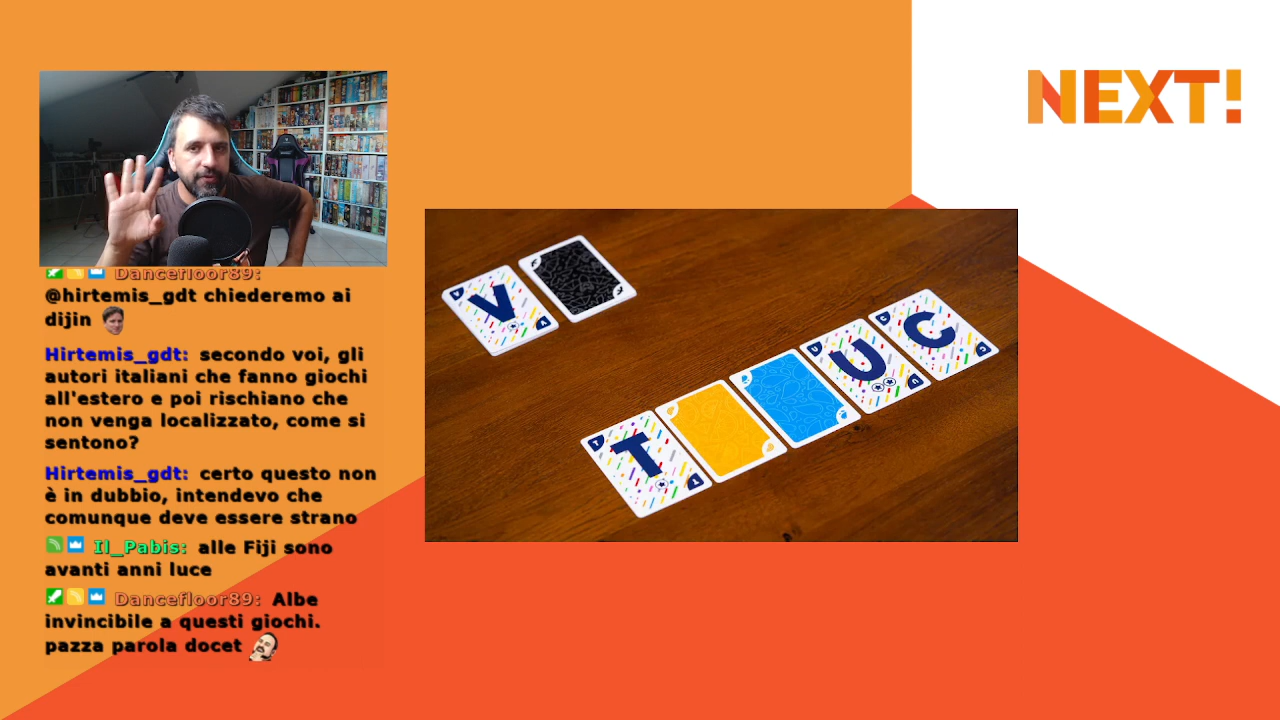 NEXT!
Dancefloor89:
@hirtemis_gdt chiederemo ai
dijin
Hirtemis_gdt: secondo voi, gli
autori italiani che fanno giochi
all'estero e poi rischiano che
non venga localizzato, come si
sentono?
Hirtemis_gdt: certo questo non
è in dubbio, intendevo che
comunque deve essere strano
Il_Pabis: alle Fiji sono
avanti anni luce
Dancefloor89: Albe
invincibile a questi giochi.
pazza parola docet
V
T U C